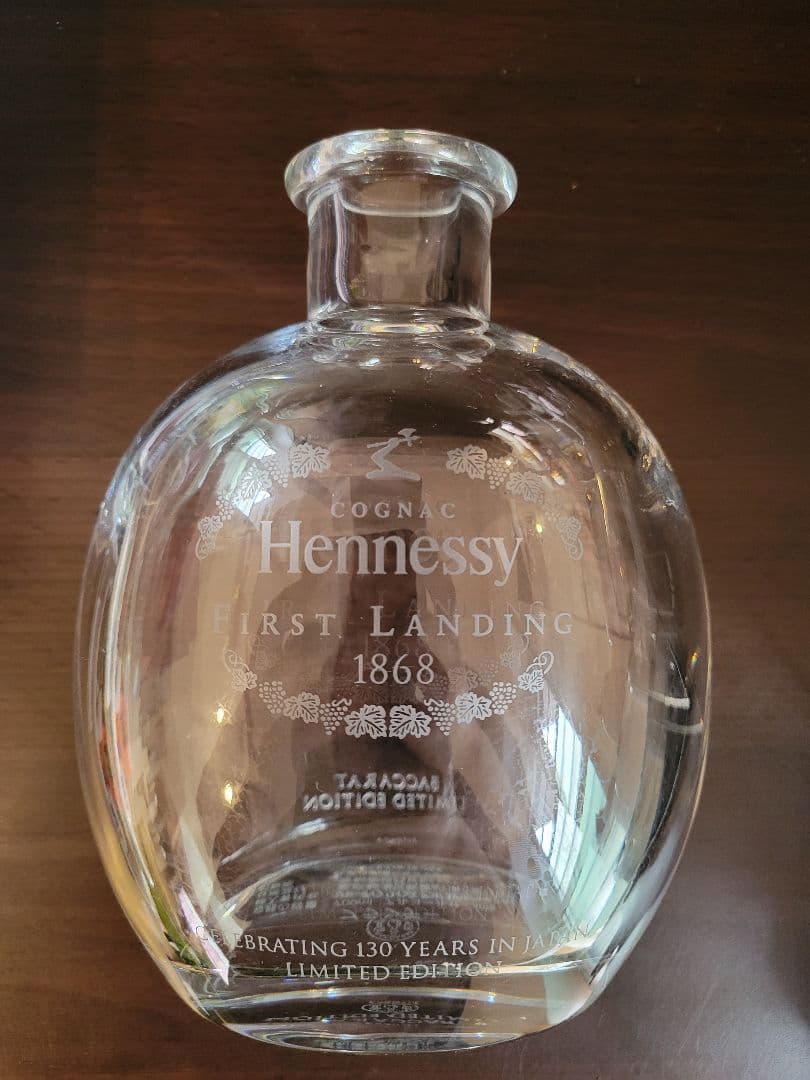 COGNAC
Hennessy
FIRST LANDING
1868
BACCARAT
LIMITED EDITION
CELEBRATING 130 YEARS IN JAPAN
LIMITED EDITION